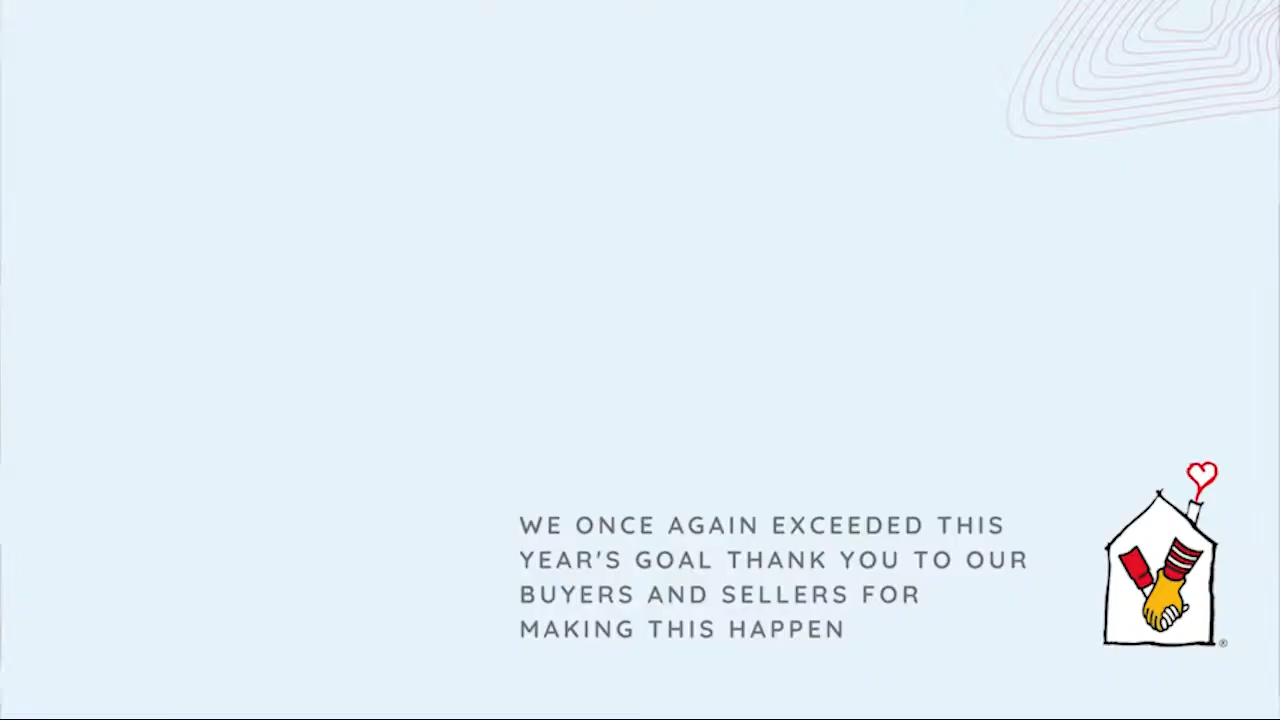 WE ONCE AGAIN EXCEEDED THIS
YEAR'S GOAL THANK YOU TO OUR
BUYERS AND SELLERS FOR
MAKING THIS HAPPEN
®